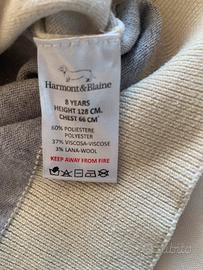 Harmont&Blaine
8 YEARS
HEIGHT 128 CM.
CHEST 66 CM
60% POLIESTERE
POLYESTER
37% VISCOSA-VISCOSE
3% LANA-WOOL
KEEP AWAY FROM FIRE
subito